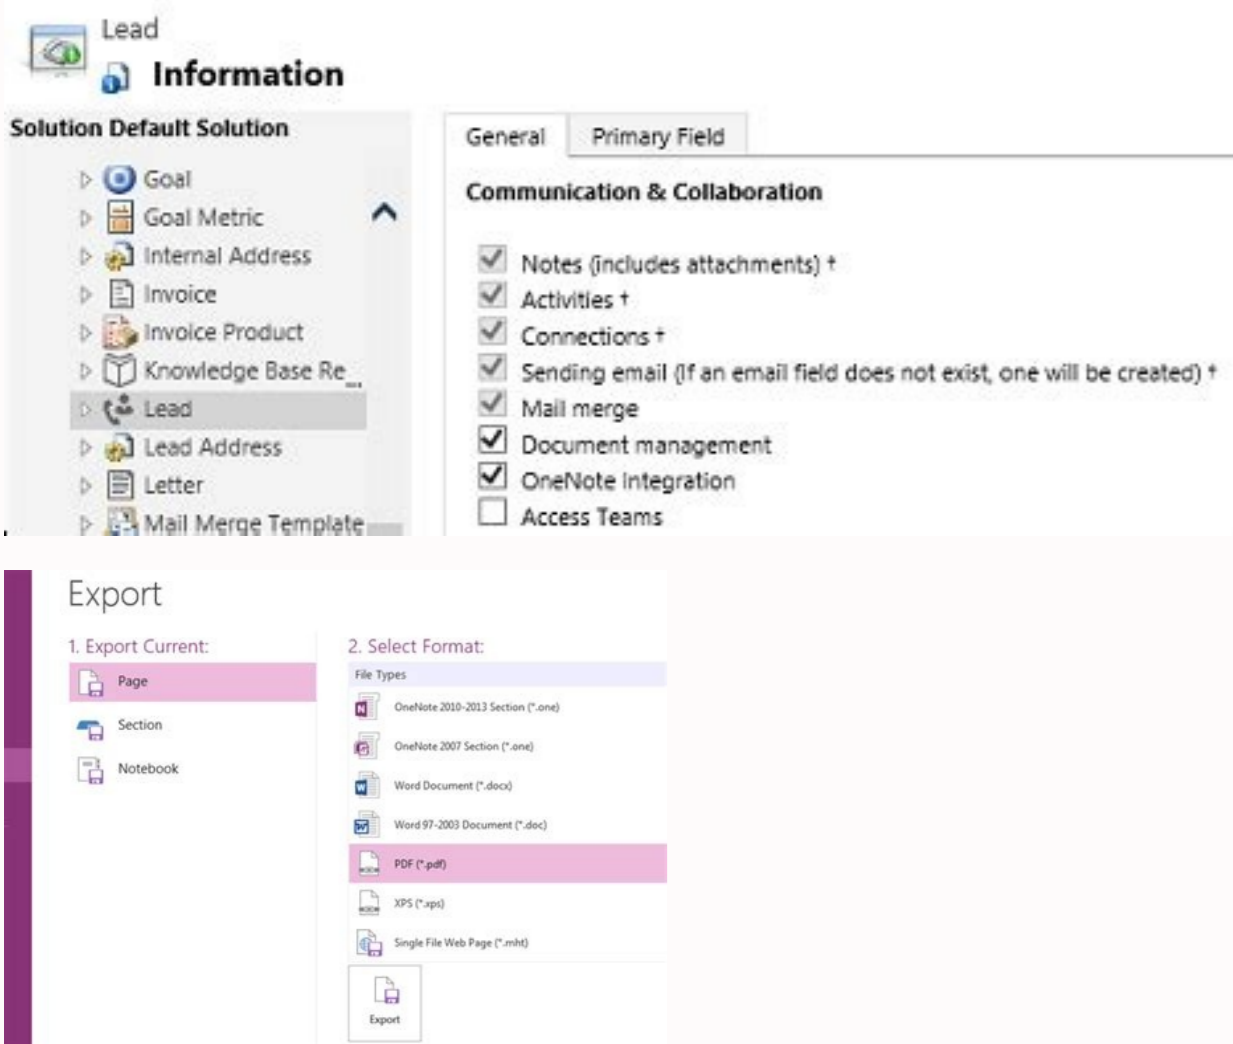 Lead
Information
Solution Default Solution
Goal
Goal Metric
Internal Address
Invoice
Invoice Product
Knowledge Base Re...
Lead
Lead Address
Letter
Mail Merge Template
General
Primary Field
Communication & Collaboration
Notes (includes attachments) †
Activities †
Connections †
Sending email (If an email field does not exist, one will be created) †
Mail merge
Document management
OneNote Integration
Access Teams
Export
1. Export Current:
Page
Section
Notebook
2. Select Format:
File Types
OneNote 2010-2013 Section (*.one)
OneNote 2007 Section (*.one)
Word Document (*.docx)
Word 97-2003 Document (*.doc)
PDF (*.pdf)
XPS (*.xps)
Single File Web Page (*.mht)
Export